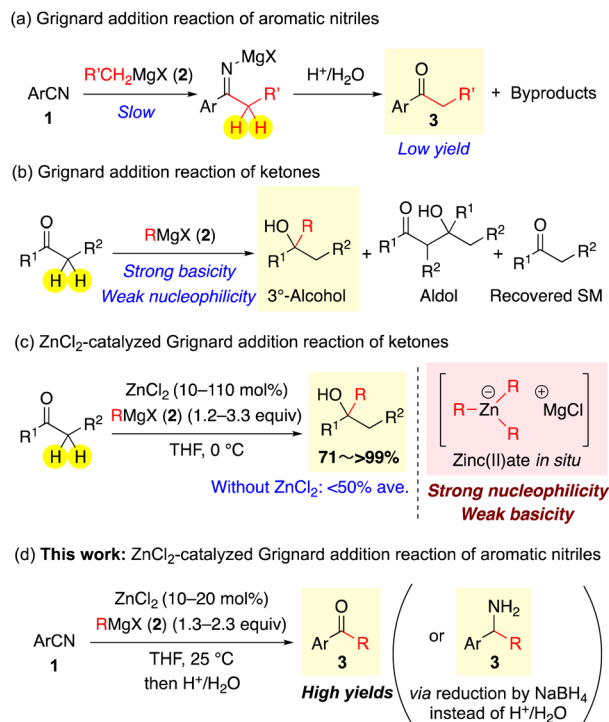 (a) Grignard addition reaction of aromatic nitriles
ArCN
1
R'CH2MgX (2)
Slow
MgX
N
Ar
R'
H H
H+/H2O
O
Ar
R'
3
+ Byproducts
Low yield
(b) Grignard addition reaction of ketones
O
R1
R2
H H
RMgX (2)
Strong basicity
Weak nucleophilicity
HO R
R1
R2
3°-Alcohol
+
O
HO R1
R1
R2
R2
Aldol
+
O
R1
R2
Recovered SM
(c) ZnCl2-catalyzed Grignard addition reaction of ketones
O
R1
R2
H H
ZnCl2 (10–110 mol%)
RMgX (2) (1.2–3.3 equiv)
THF, 0 °C
HO R
R1
R2
71~>99%
Without ZnCl2: <50% ave.
R
R Zn
R
− +
MgCl
Zinc(II)ate in situ
Strong nucleophilicity
Weak basicity
(d) This work: ZnCl2-catalyzed Grignard addition reaction of aromatic nitriles
ArCN
1
ZnCl2 (10–20 mol%)
RMgX (2) (1.3–2.3 equiv)
THF, 25 °C
then H+/H2O
O
Ar R
3
High yields
or
NH2
Ar R
3
via reduction by NaBH4
instead of H+/H2O